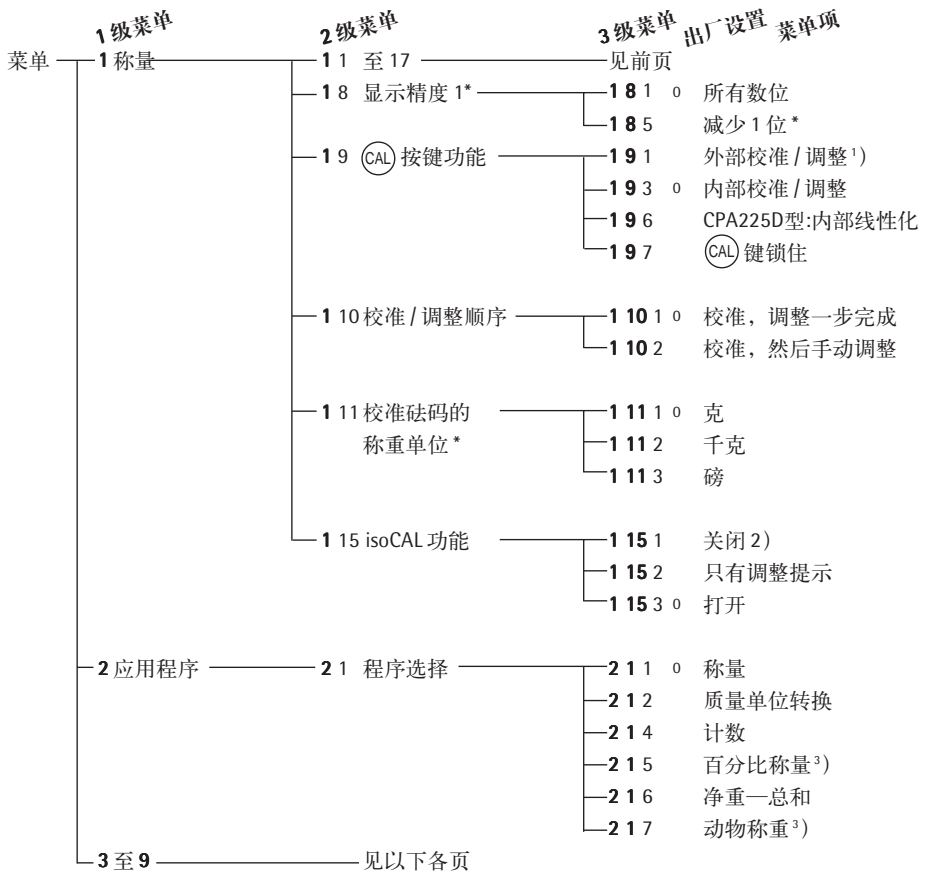 1级菜单 2级菜单 3级菜单 出厂设置 菜单项
菜单 1 称量 1 1 至 17 见前页
1 8 显示精度 1* 1 8 1 0 所有数位
1 8 5 减少 1 位 *
1 9 CAL 按键功能 1 9 1 外部校准 / 调整 1)
1 9 3 0 内部校准 / 调整
1 9 6 CPA225D型:内部线性化
1 9 7 CAL 键锁住
1 10 校准 / 调整顺序 1 10 1 0 校准，调整一步完成
1 10 2 校准，然后手动调整
1 11 校准砝码的 1 11 1 0 克
称重单位 * 1 11 2 千克
1 11 3 磅
1 15 isoCAL 功能 1 15 1 关闭 2)
1 15 2 只有调整提示
1 15 3 0 打开
2 应用程序 2 1 程序选择 2 1 1 0 称量
2 1 2 质量单位转换
2 1 4 计数
2 1 5 百分比称量 3)
2 1 6 净重—总和
2 1 7 动物称重 3)
3 至 9 见以下各页